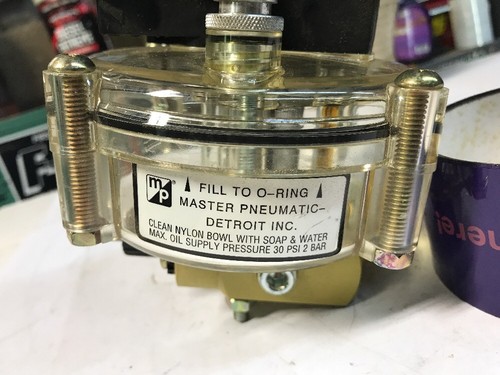 m/p
FILL TO O-RING
MASTER PNEUMATIC-
DETROIT INC.
CLEAN NYLON BOWL WITH SOAP & WATER
MAX. OIL SUPPLY PRESSURE 30 PSI 2 BAR
here!